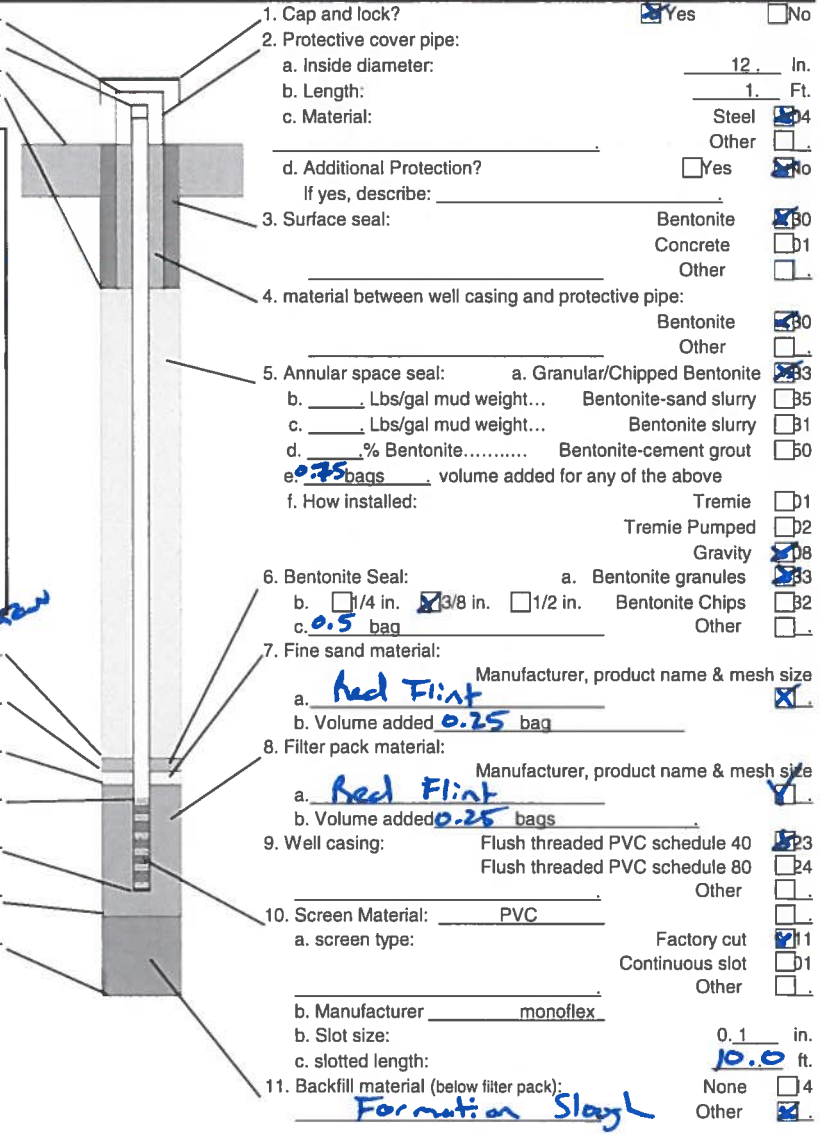 1. Cap and lock? Yes No
2. Protective cover pipe:
a. Inside diameter: 12. In.
b. Length: 1. Ft.
c. Material: Steel 04
Other
d. Additional Protection? Yes No
If yes, describe:
3. Surface seal: Bentonite 30
Concrete 01
Other
4. material between well casing and protective pipe:
Bentonite 30
Other
5. Annular space seal: a. Granular/Chipped Bentonite 33
b. ______. Lbs/gal mud weight... Bentonite-sand slurry 35
c. ______. Lbs/gal mud weight... Bentonite slurry 31
d. ______.% Bentonite........... Bentonite-cement grout 50
e. 0.75 bags . volume added for any of the above
f. How installed: Tremie 01
Tremie Pumped 02
Gravity 08
6. Bentonite Seal: a. Bentonite granules 33
b. 1/4 in. 3/8 in. 1/2 in. Bentonite Chips 32
c. 0.5 bag Other
7. Fine sand material:
Manufacturer, product name & mesh size
a. Red Flint
b. Volume added 0.25 bag
8. Filter pack material:
Manufacturer, product name & mesh size
a. Red Flint
b. Volume added 0.25 bags
9. Well casing: Flush threaded PVC schedule 40 23
Flush threaded PVC schedule 80 24
Other
10. Screen Material: PVC
a. screen type: Factory cut 11
Continuous slot 01
Other
b. Manufacturer monoflex
b. Slot size: 0.1 in.
c. slotted length: 10.0 ft.
11. Backfill material (below filter pack): None 14
Formation Slough Other